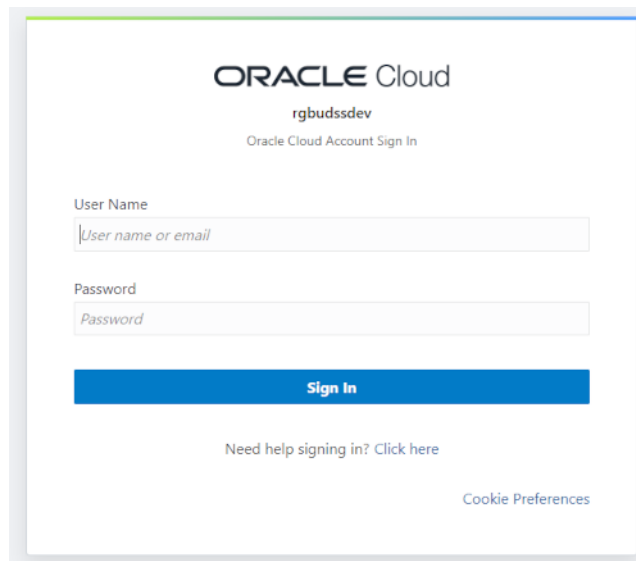 ORACLE Cloud
rgbudssdev
Oracle Cloud Account Sign In
User Name
User name or email
Password
Password
Sign In
Need help signing in? Click here
Cookie Preferences